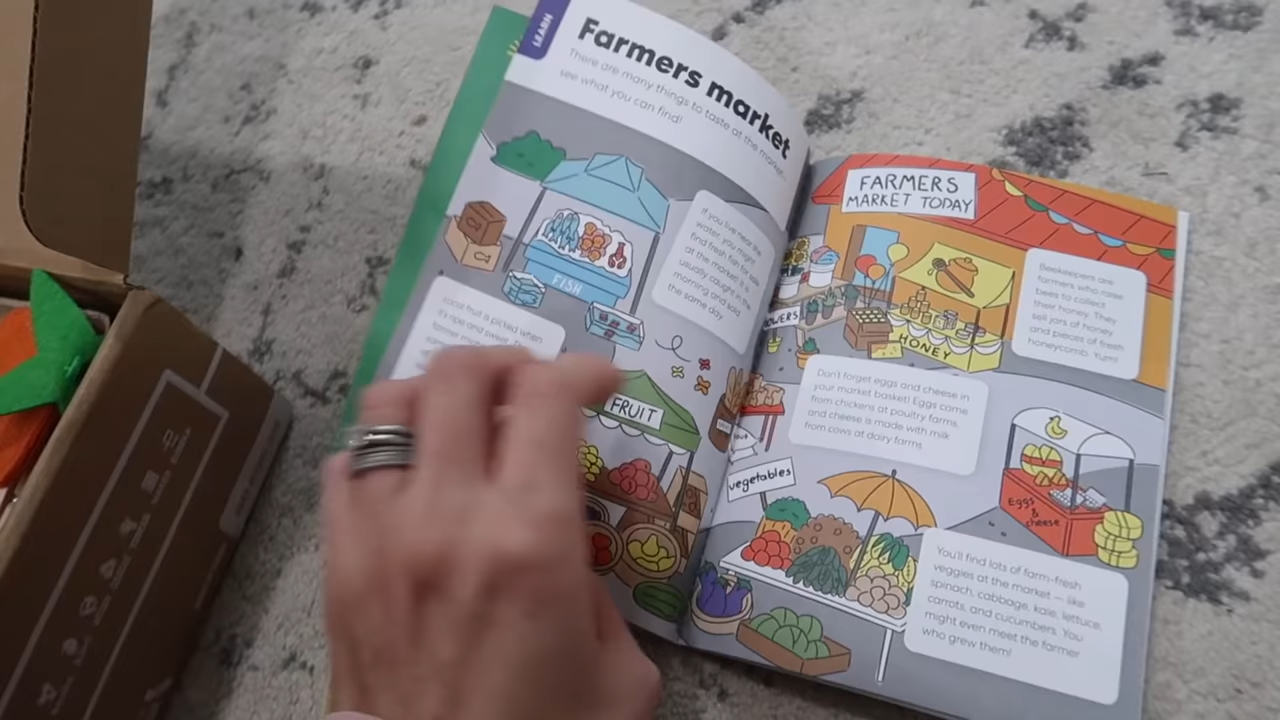 LEARN
Farmers market
There are many things to taste at the market...
see what you can find!
If you live near the
water, you might
find fresh fish for sale
at the market! It is
usually caught in the
morning and sold
the same day.
FISH
Local fruit is picked when
it's ripe and sweet.
farmer
FRUIT
FARMERS
MARKET TODAY
Beekeepers are
farmers who raise
bees to collect
their honey. They
sell jars of honey
and pieces of fresh
honeycomb. Yum!
HONEY
Don't forget eggs and cheese in
your market basket! Eggs come
from chickens at poultry farms,
and cheese is made with milk
from cows at dairy farms.
vegetables
Eggs
&
cheese
You'll find lots of farm-fresh
veggies at the market — like
spinach, cabbage, kale, lettuce,
carrots, and cucumbers. You
might even meet the farmer
who grew them!